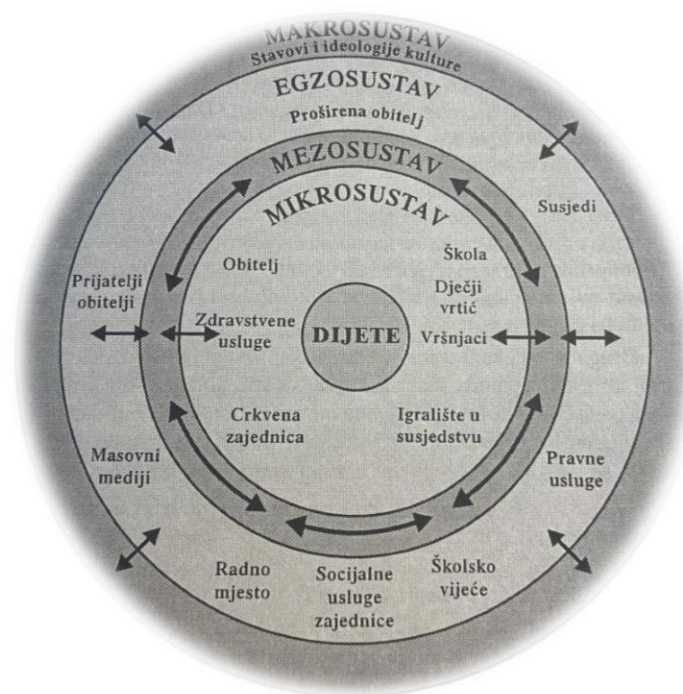 MAKROSUSTAV
Stavovi i ideologije kulture
EGZOSUSTAV
Proširena obitelj
MEZOSUSTAV
MIKROSUSTAV
Susjedi
Obitelj
Škola
Prijatelji
obitelji
Dječji
vrtić
Zdravstvene
usluge
DIJETE
Vršnjaci
Crkvena
zajednica
Igralište u
susjedstvu
Masovni
mediji
Pravne
usluge
Radno
mjesto
Socijalne
usluge
zajednice
Školsko
vijeće